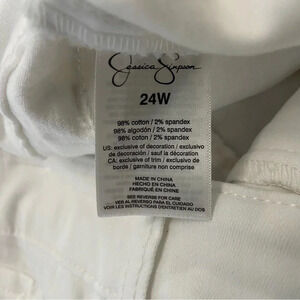 Jessica Simpson
24W
98% cotton / 2% spandex
98% algodón / 2% spandex
98% cotton / 2% spandex
US: exclusive of decoration / exclusivo
de decoración / sauf la décoration
CA: exclusive of trim / exclusivo de
borde / garniture non comprise
MADE IN CHINA
HECHO EN CHINA
FABRIQUÉ EN CHINE
SEE REVERSE FOR CARE
VER AL REVERSO PARA EL CUIDADO
VOIR LES INSTRUCTIONS D'ENTRETIEN AU DOS